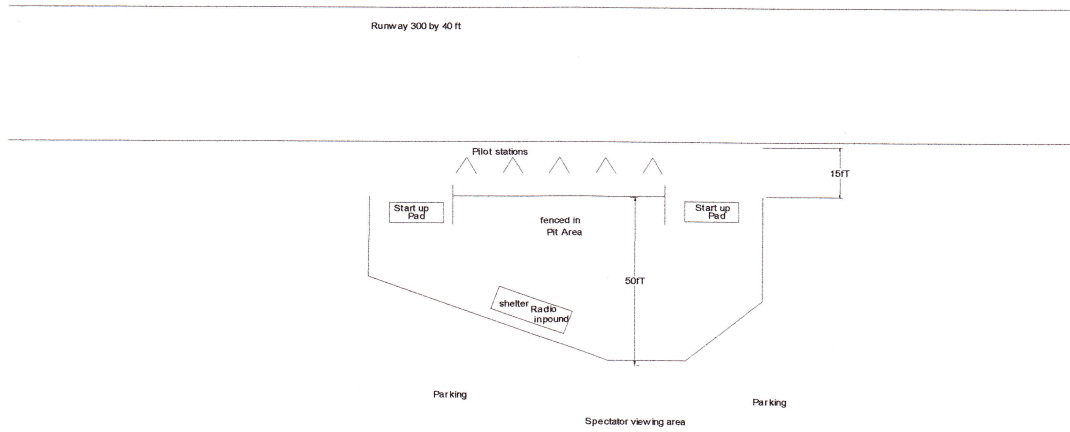 Runway 300 by 40 ft
Pilot stations
15fT
Start up
Pad
Start up
Pad
fenced in
Pit Area
50fT
shelter
Radio
inpound
Parking
Parking
Spectator viewing area